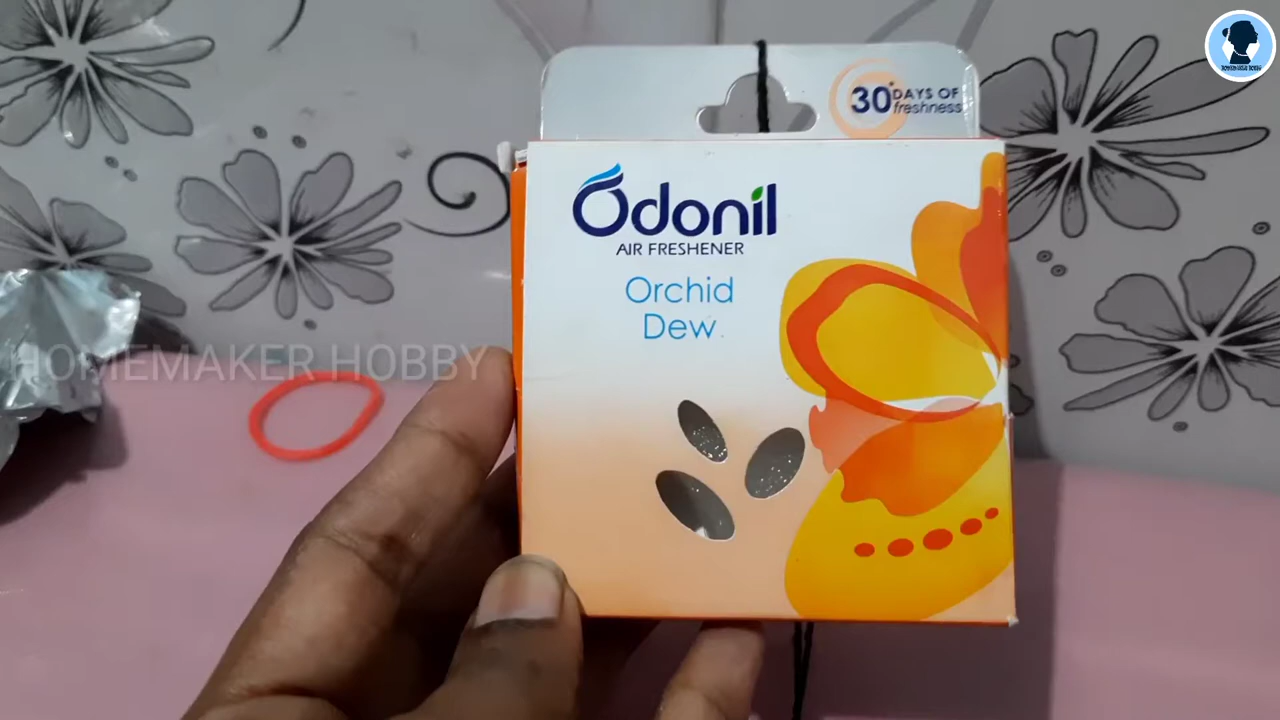 30* DAYS OF
freshness
Odonil
AIR FRESHENER
Orchid
Dew
HOMEMAKER HOBBY